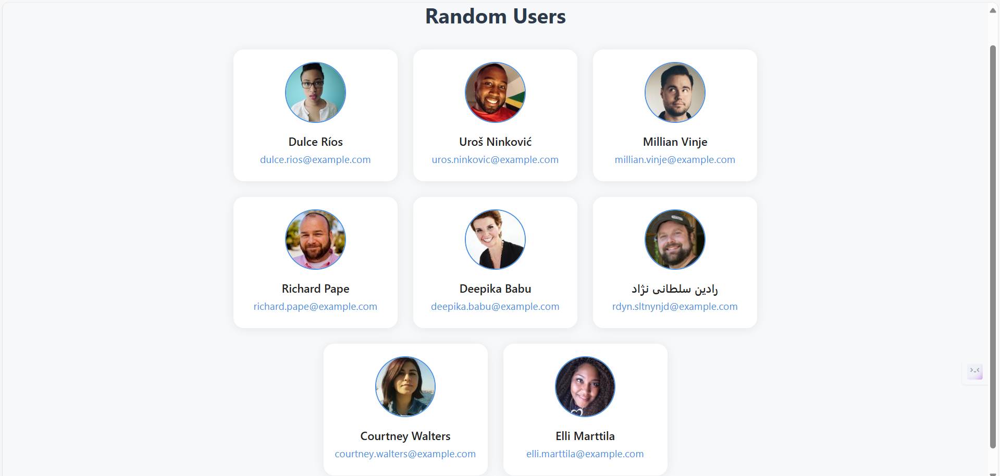 Random Users
Dulce Ríos
dulce.rios@example.com
Uroš Ninković
uros.ninkovic@example.com
Millian Vinje
millian.vinje@example.com
Richard Pape
richard.pape@example.com
Deepika Babu
deepika.babu@example.com
رادین سلطانی نژاد
rdyn.sltnynjd@example.com
Courtney Walters
courtney.walters@example.com
Elli Marttila
elli.marttila@example.com